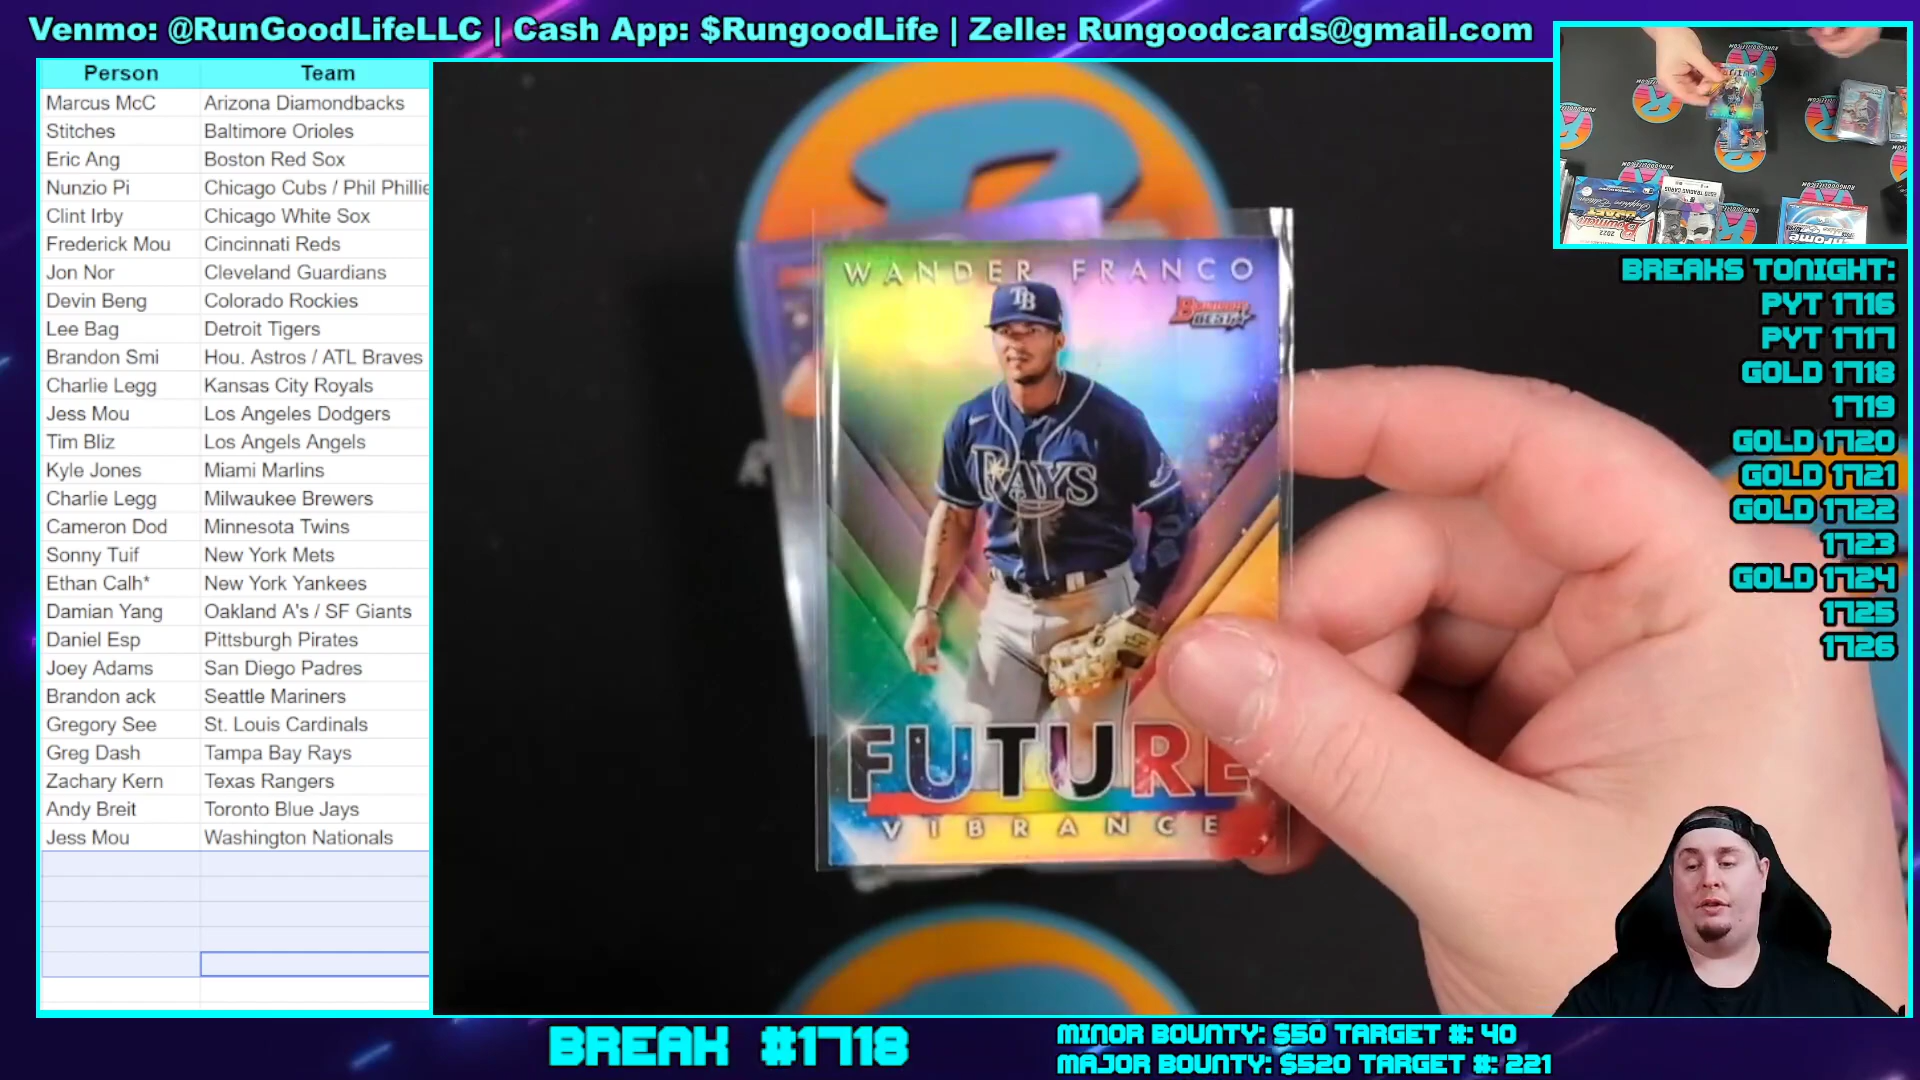 Venmo: @RunGoodLifeLLC | Cash App: $RungoodLife | Zelle: Rungoodcards@gmail.com
Person Team
Marcus McC Arizona Diamondbacks
Stitches Baltimore Orioles
Eric Ang Boston Red Sox
Nunzio Pi Chicago Cubs / Phil Phillie
Clint Irby Chicago White Sox
Frederick Mou Cincinnati Reds
Jon Nor Cleveland Guardians
Devin Beng Colorado Rockies
Lee Bag Detroit Tigers
Brandon Smi Hou. Astros / ATL Braves
Charlie Legg Kansas City Royals
Jess Mou Los Angeles Dodgers
Tim Bliz Los Angels Angels
Kyle Jones Miami Marlins
Charlie Legg Milwaukee Brewers
Cameron Dod Minnesota Twins
Sonny Tuif New York Mets
Ethan Calh* New York Yankees
Damian Yang Oakland A's / SF Giants
Daniel Esp Pittsburgh Pirates
Joey Adams San Diego Padres
Brandon ack Seattle Mariners
Gregory See St. Louis Cardinals
Greg Dash Tampa Bay Rays
Zachary Kern Texas Rangers
Andy Breit Toronto Blue Jays
Jess Mou Washington Nationals
WANDER FRANCO
BOWMAN'S
BEST
TB
RAYS
FUTURE
VIBRANCE
2022
BOWMAN
DRAFT
Sapphire Edition
BREAKS TONIGHT:
PYT 1716
PYT 1717
GOLD 1718
1719
GOLD 1720
GOLD 1721
GOLD 1722
1723
GOLD 1724
1725
1726
BREAK #1718
MINOR BOUNTY: $50 TARGET #: 40
MAJOR BOUNTY: $520 TARGET #: 221